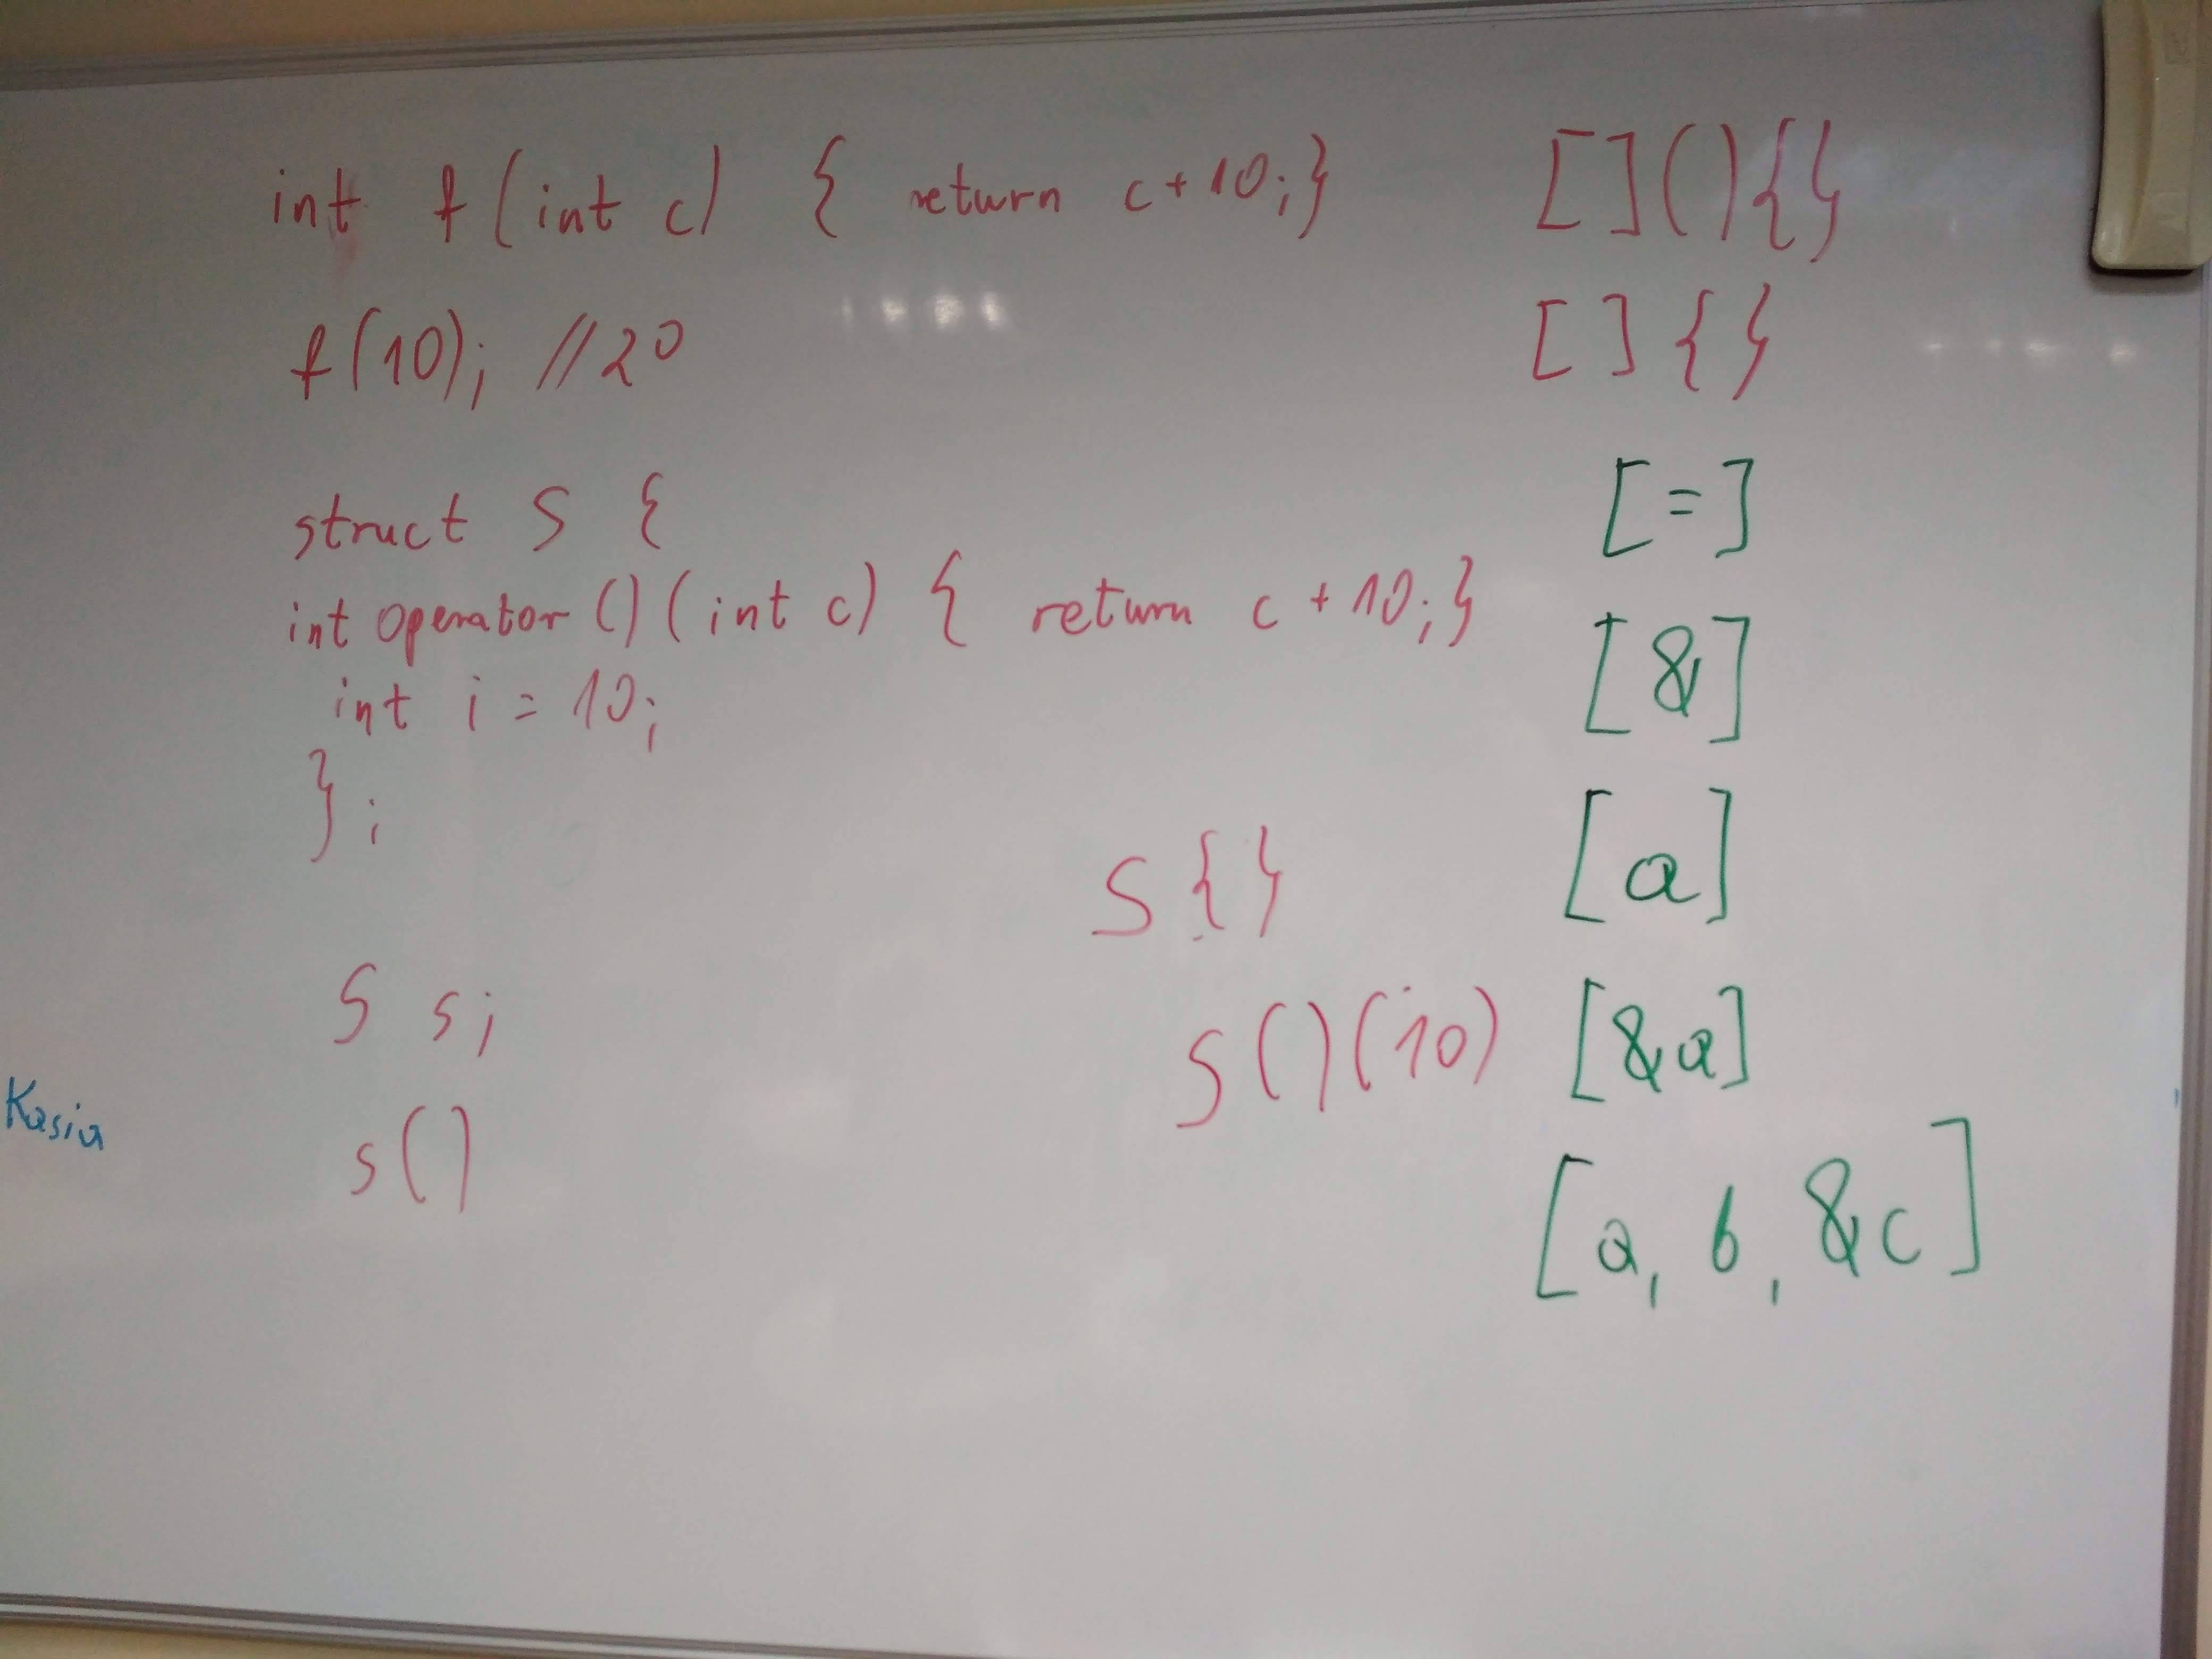 int f(int c) { return c+10;}
f(10); //20
struct S {
int operator ()(int c) { return c + 10;}
int i = 10;
};
S s;
s()
Kasia
S{}
S()(10)
[](){}
[]{}
[=]
[&]
[a]
[&a]
[a, b, &c]